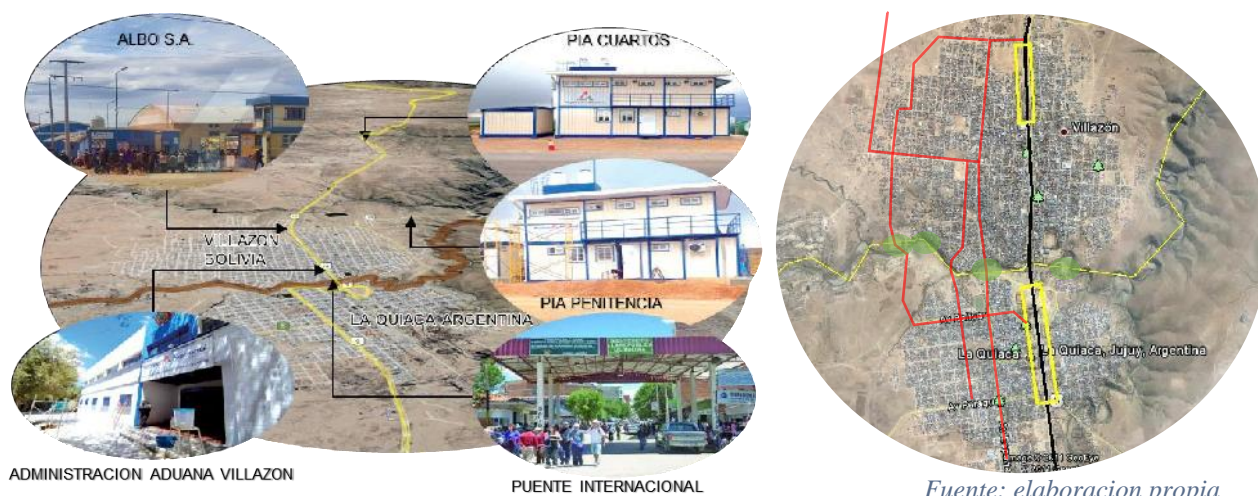 ALBO S.A.
PIA CUARTOS
VILLAZON
BOLIVIA
PIA PENITENCIA
LA QUIACA ARGENTINA
ADMINISTRACION ADUANA VILLAZON
PUENTE INTERNACIONAL
Villazón
La Quiaca
La Quiaca, Jujuy, Argentina
Fuente: elaboracion propia